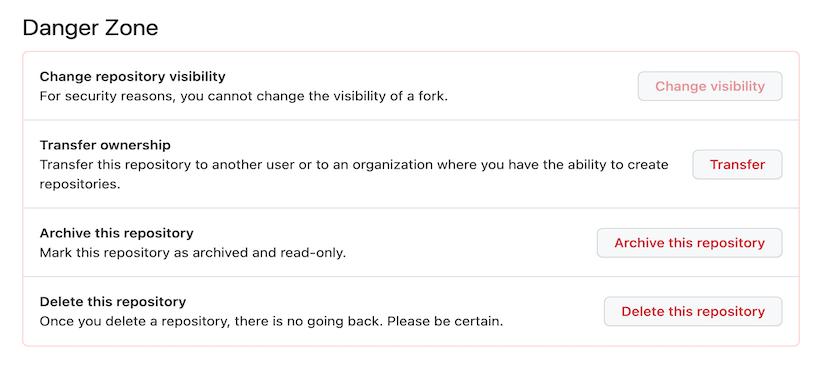 Danger Zone
Change repository visibility
For security reasons, you cannot change the visibility of a fork.
Change visibility
Transfer ownership
Transfer this repository to another user or to an organization where you have the ability to create
repositories.
Transfer
Archive this repository
Mark this repository as archived and read-only.
Archive this repository
Delete this repository
Once you delete a repository, there is no going back. Please be certain.
Delete this repository